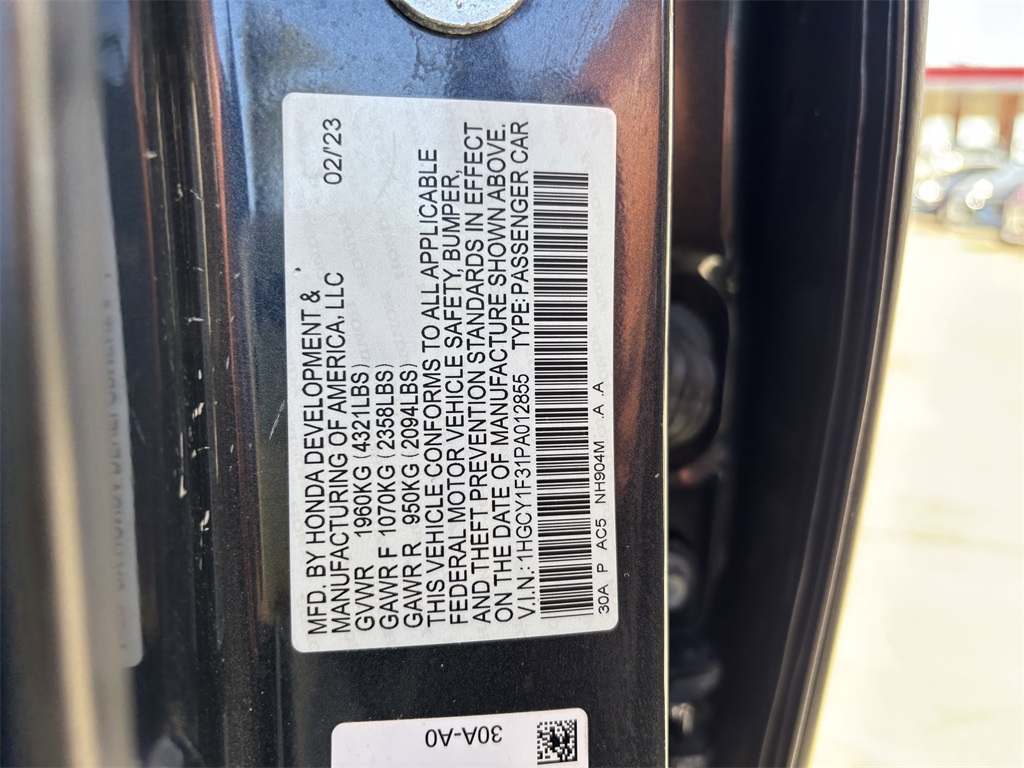 MFD. BY HONDA DEVELOPMENT & 02/'23
MANUFACTURING OF AMERICA, LLC
GVWR 1960KG (4321LBS)
GAWR F 1070KG (2358LBS)
GAWR R 950KG (2094LBS)
THIS VEHICLE CONFORMS TO ALL APPLICABLE
FEDERAL MOTOR VEHICLE SAFETY, BUMPER,
AND THEFT PREVENTION STANDARDS IN EFFECT
ON THE DATE OF MANUFACTURE SHOWN ABOVE.
V.I.N.: 1HGCY1F31PA012855 TYPE: PASSENGER CAR
30A P AC5 NH904M .A .A
30A-A0